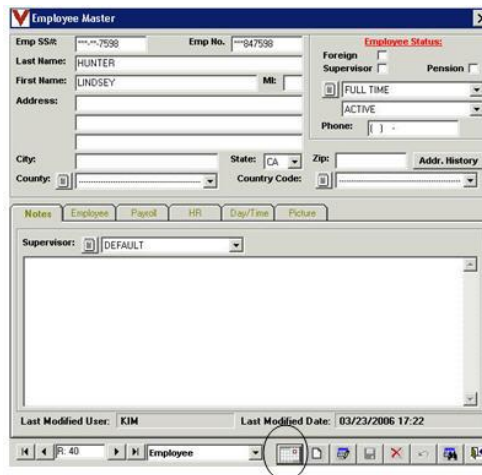 Employee Master
Emp SS#: ***-**-7598 Emp No. ***847598
Last Name: HUNTER
First Name: LINDSEY MI:
Address:
City: State: CA Zip: Addr. History
County: Country Code:
Employee Status:
Foreign
Supervisor Pension
FULL TIME
ACTIVE
Phone: ( ) -
Notes Employee Payroll HR Day/Time Picture
Supervisor: DEFAULT
Last Modified User: KIM Last Modified Date: 03/23/2006 17:22
R: 40 Employee